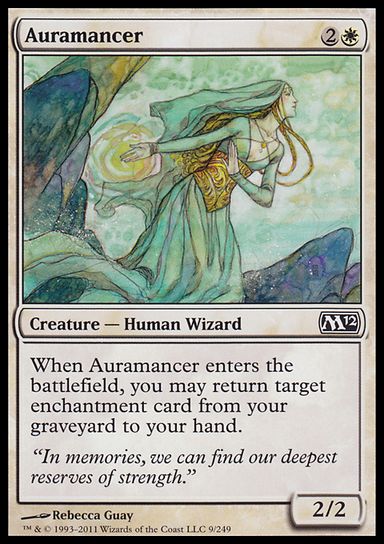 Auramancer 2
Creature — Human Wizard M12
When Auramancer enters the
battlefield, you may return target
enchantment card from your
graveyard to your hand.
“In memories, we can find our deepest
reserves of strength.”
Rebecca Guay
™ & © 1993–2011 Wizards of the Coast LLC 9/249
2/2